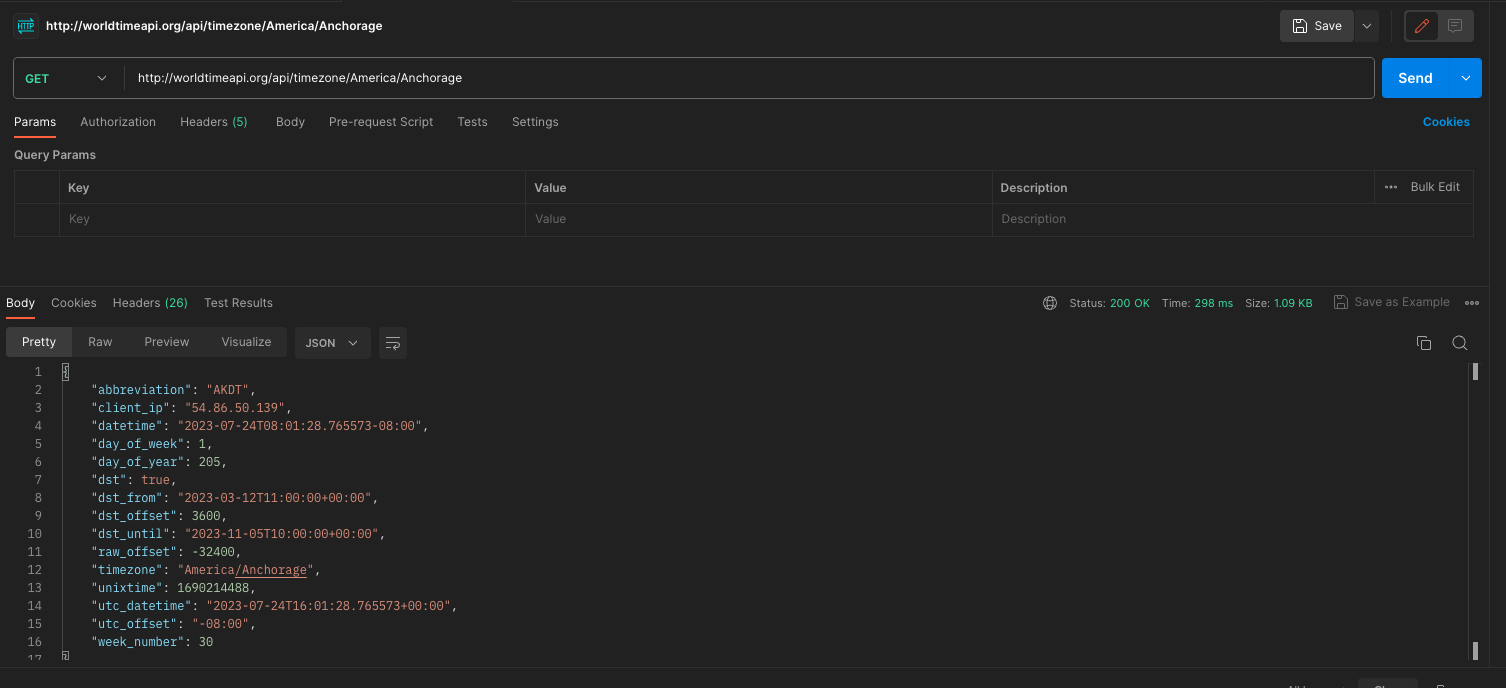 HTTP http://worldtimeapi.org/api/timezone/America/Anchorage Save
GET http://worldtimeapi.org/api/timezone/America/Anchorage Send
Params Authorization Headers (5) Body Pre-request Script Tests Settings Cookies
Query Params
Key Value Description ••• Bulk Edit
Key Value Description
Body Cookies Headers (26) Test Results Status: 200 OK Time: 298 ms Size: 1.09 KB Save as Example
Pretty Raw Preview Visualize JSON
1 {
2 "abbreviation": "AKDT",
3 "client_ip": "54.86.50.139",
4 "datetime": "2023-07-24T08:01:28.765573-08:00",
5 "day_of_week": 1,
6 "day_of_year": 205,
7 "dst": true,
8 "dst_from": "2023-03-12T11:00:00+00:00",
9 "dst_offset": 3600,
10 "dst_until": "2023-11-05T10:00:00+00:00",
11 "raw_offset": -32400,
12 "timezone": "America/Anchorage",
13 "unixtime": 1690214488,
14 "utc_datetime": "2023-07-24T16:01:28.765573+00:00",
15 "utc_offset": "-08:00",
16 "week_number": 30
17 }